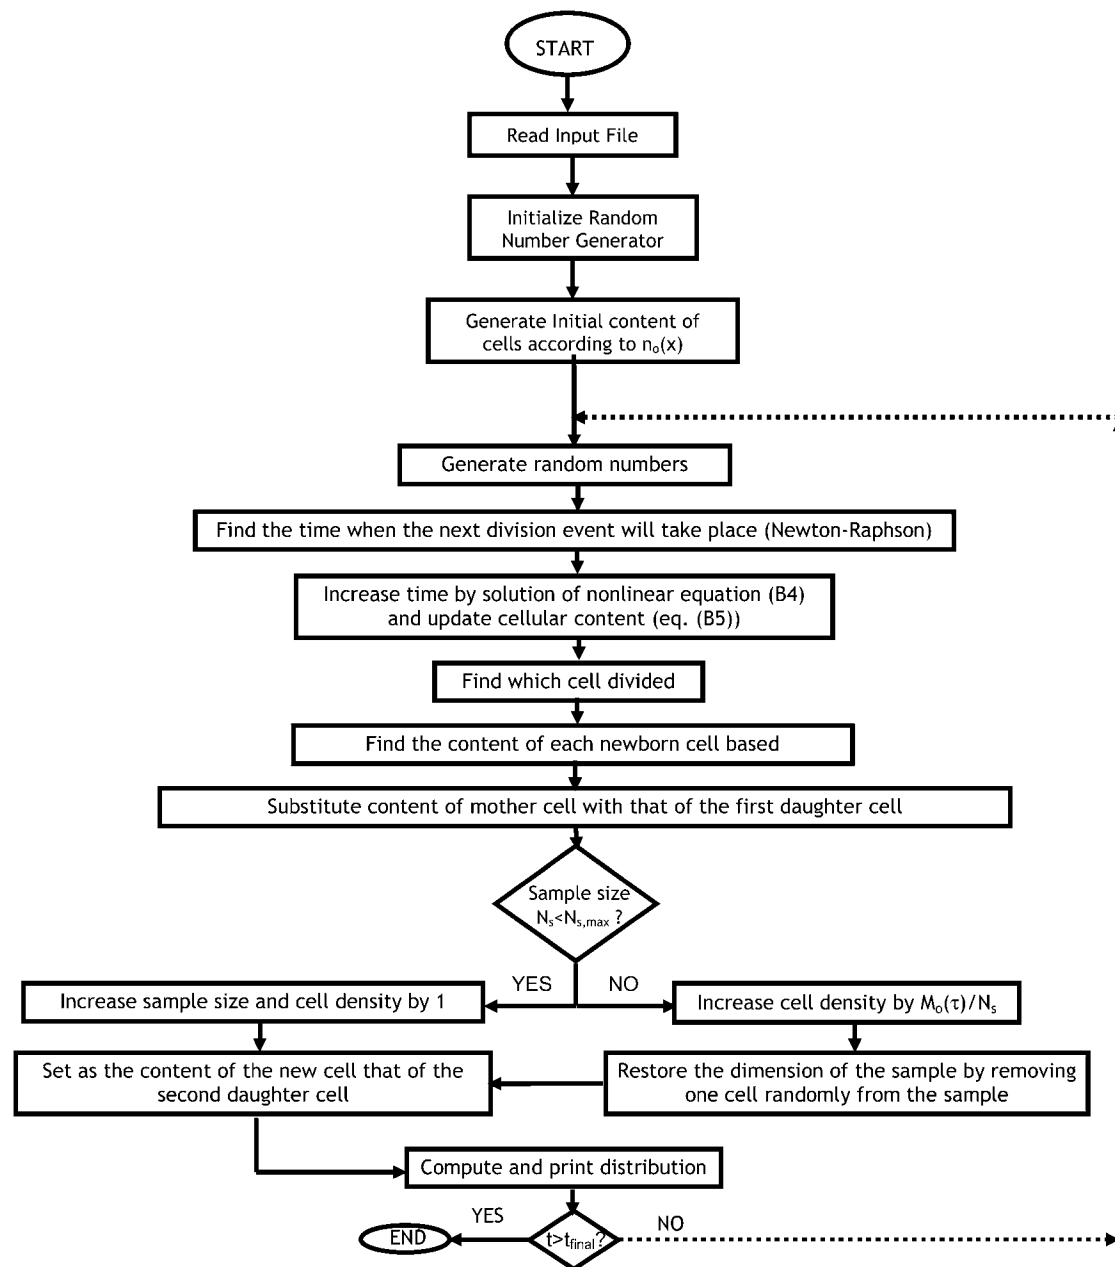 START
Read Input File
Initialize Random
Number Generator
Generate Initial content of
cells according to nₒ(x)
Generate random numbers
Find the time when the next division event will take place (Newton-Raphson)
Increase time by solution of nonlinear equation (B4)
and update cellular content (eq. (B5))
Find which cell divided
Find the content of each newborn cell based
Substitute content of mother cell with that of the first daughter cell
Sample size
Nₛ<Nₛ,ₘₐₓ ?
YES
NO
Increase sample size and cell density by 1
Increase cell density by Mₒ(τ)/Nₛ
Set as the content of the new cell that of the
second daughter cell
Restore the dimension of the sample by removing
one cell randomly from the sample
Compute and print distribution
YES
NO
END
t>t_final?